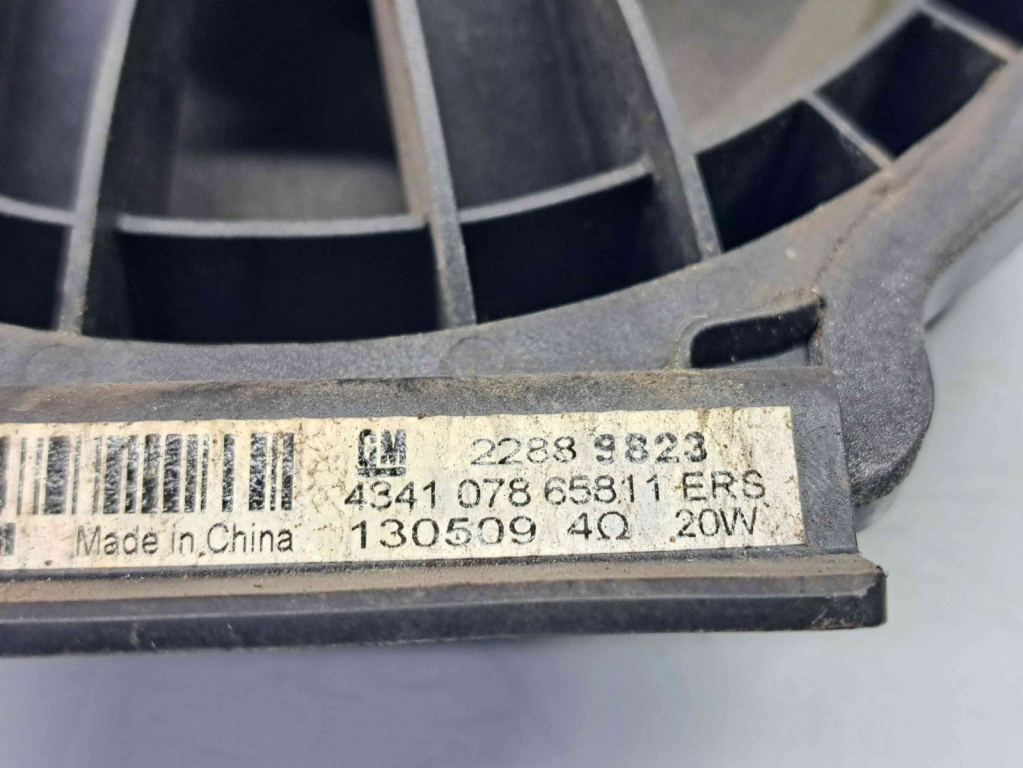 GM 2288 9823
4341 078 65811 ERS
Made in China 130509 4Ω 20W